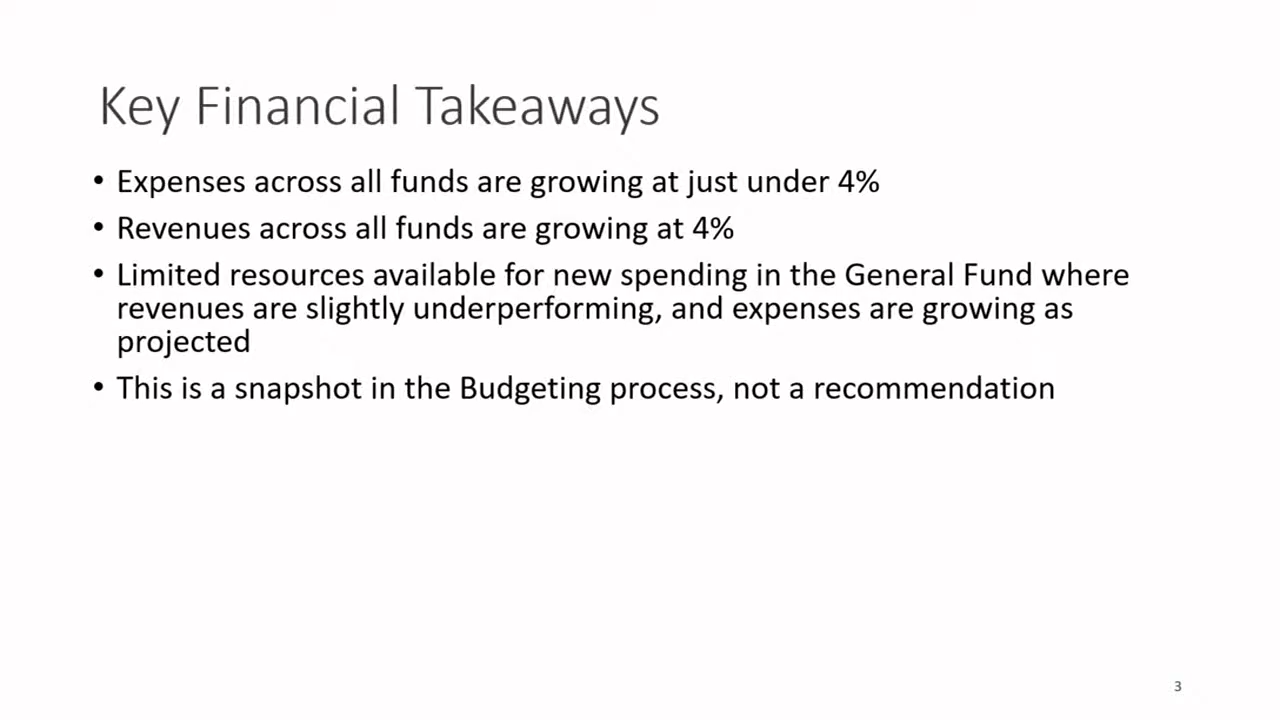 Key Financial Takeaways
• Expenses across all funds are growing at just under 4%
• Revenues across all funds are growing at 4%
• Limited resources available for new spending in the General Fund where
revenues are slightly underperforming, and expenses are growing as
projected
• This is a snapshot in the Budgeting process, not a recommendation
3